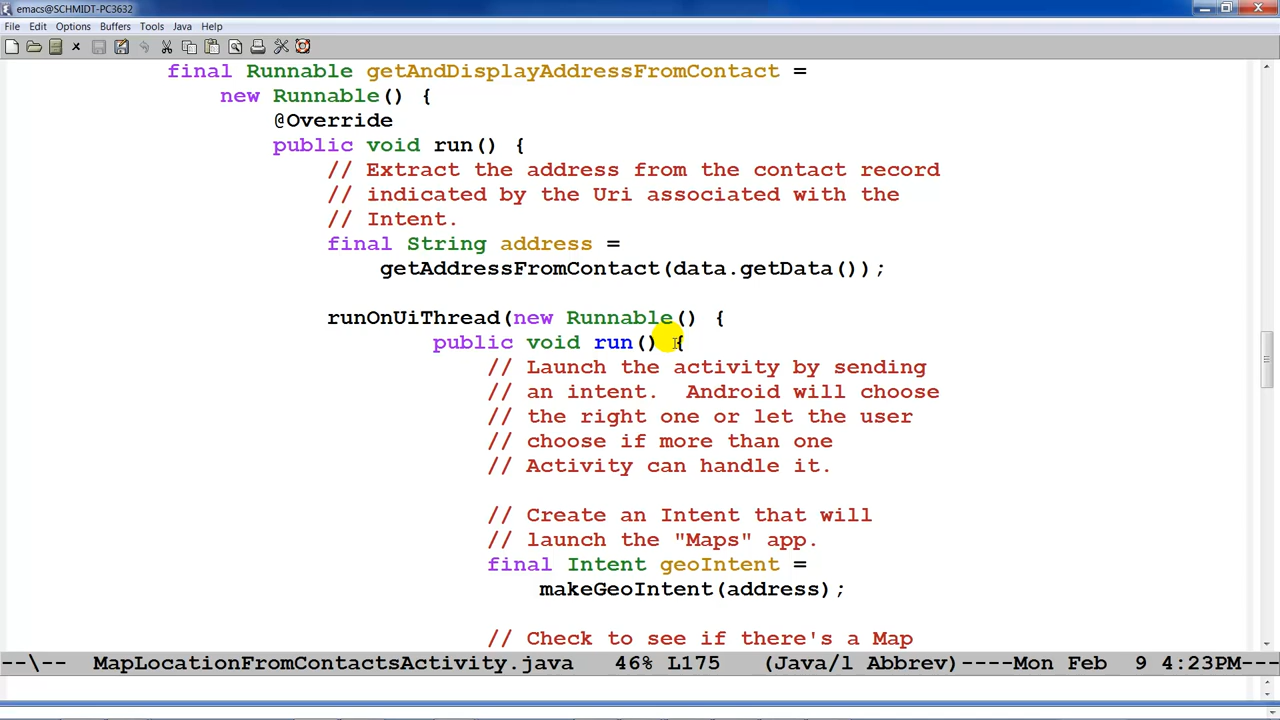 emacs@SCHMIDT-PC3632
File Edit Options Buffers Tools Java Help
final Runnable getAndDisplayAddressFromContact =
new Runnable() {
@Override
public void run() {
// Extract the address from the contact record
// indicated by the Uri associated with the
// Intent.
final String address =
getAddressFromContact(data.getData());
runOnUiThread(new Runnable() {
public void run() {
// Launch the activity by sending
// an intent.  Android will choose
// the right one or let the user
// choose if more than one
// Activity can handle it.
// Create an Intent that will
// launch the "Maps" app.
final Intent geoIntent =
makeGeoIntent(address);
// Check to see if there's a Map
--\-- MapLocationFromContactsActivity.java 46% L175 (Java/l Abbrev)----Mon Feb 9 4:23PM---